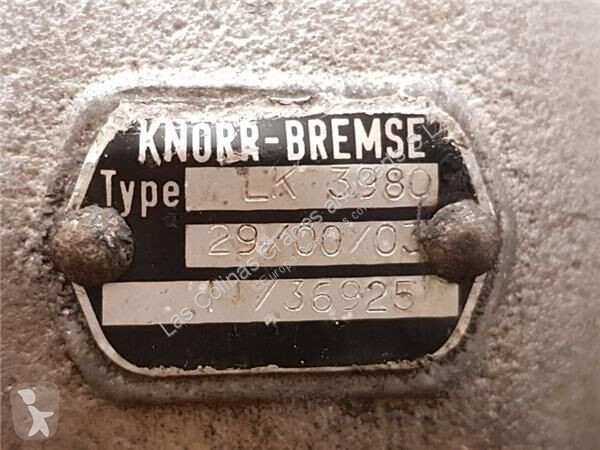 KNORR-BREMSE
Type LK 3980
29/00/03
/36925